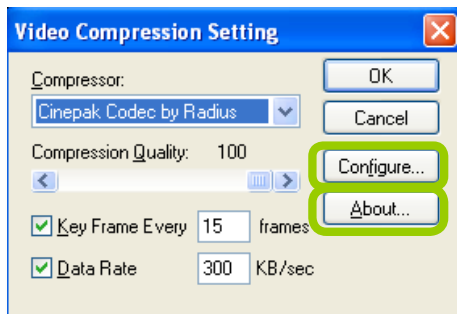 Video Compression Setting
Compressor:
Cinepak Codec by Radius
Compression Quality: 100
Key Frame Every 15 frames
Data Rate 300 KB/sec
OK
Cancel
Configure...
About...